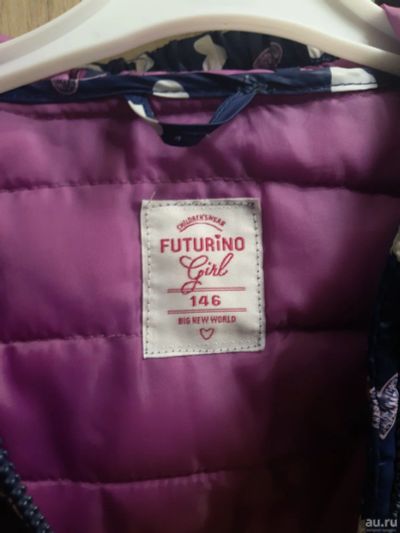 CHILDREN'SWEAR
FUTURiNO
Girl
146
BIG NEW WORLD
au.ru